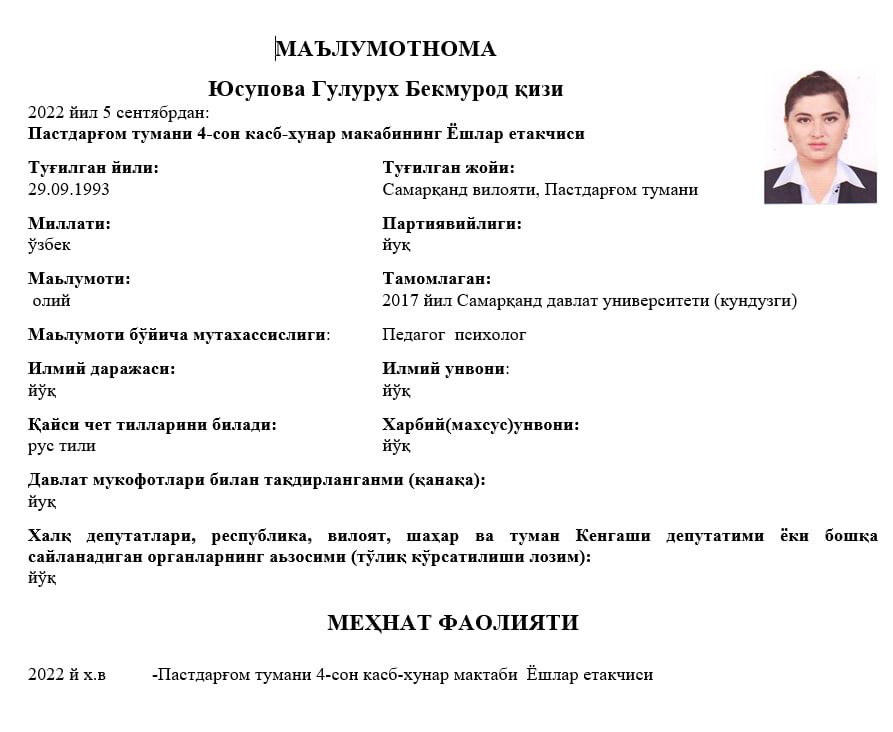 МАЪЛУМОТНОМА
Юсупова Гулурух Бекмурод қизи
2022 йил 5 сентябрдан:
Пастдарғом тумани 4-сон касб-хунар макабининг Ёшлар етакчиси
Туғилган йили: Туғилган жойи:
29.09.1993 Самарқанд вилояти, Пастдарғом тумани
Миллати: Партиявийлиги:
ўзбек йуқ
Маьлумоти: Тамомлаган:
олий 2017 йил Самарқанд давлат университети (кундузги)
Маьлумоти бўйича мутахассислиги: Педагог психолог
Илмий даражаси: Илмий унвони:
йўқ йўқ
Қайси чет тилларини билади: Харбий(махсус)унвони:
рус тили йўқ
Давлат мукофотлари билан тақдирланганми (қанақа):
йуқ
Халқ депутатлари, республика, вилоят, шаҳар ва туман Кенгаши депутатими ёки бошқа
сайланадиган органларнинг аьзосими (тўлиқ кўрсатилиши лозим):
йўқ
МЕҲНАТ ФАОЛИЯТИ
2022 й х.в -Пастдарғом тумани 4-сон касб-хунар мактаби Ёшлар етакчиси